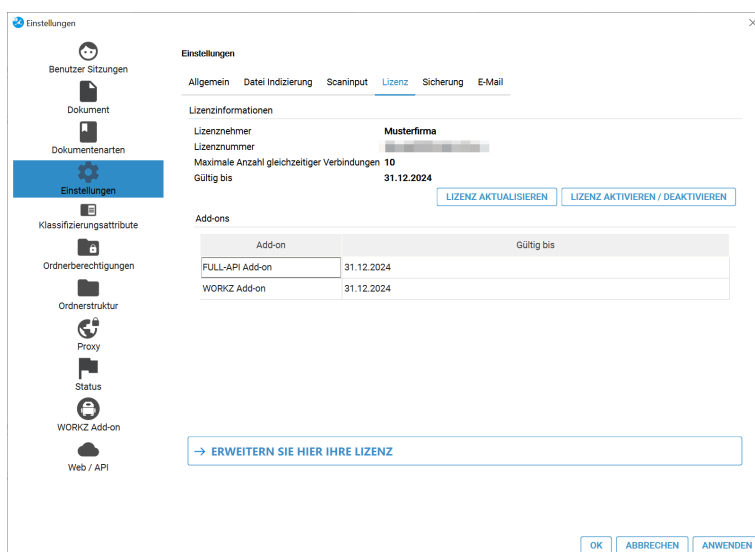 Einstellungen
Benutzer Sitzungen
Dokument
Dokumentenarten
Einstellungen
Klassifizierungsattribute
Ordnerberechtigungen
Ordnerstruktur
Proxy
Status
WORKZ Add-on
Web / API
Einstellungen
Allgemein Datei Indizierung Scaninput Lizenz Sicherung E-Mail
Lizenzinformationen
Lizenznehmer Musterfirma
Lizenznummer
Maximale Anzahl gleichzeitiger Verbindungen 10
Gültig bis 31.12.2024
LIZENZ AKTUALISIEREN LIZENZ AKTIVIEREN / DEAKTIVIEREN
Add-ons
Add-on Gültig bis
FULL-API Add-on 31.12.2024
WORKZ Add-on 31.12.2024
→ ERWEITERN SIE HIER IHRE LIZENZ
OK ABBRECHEN ANWENDEN